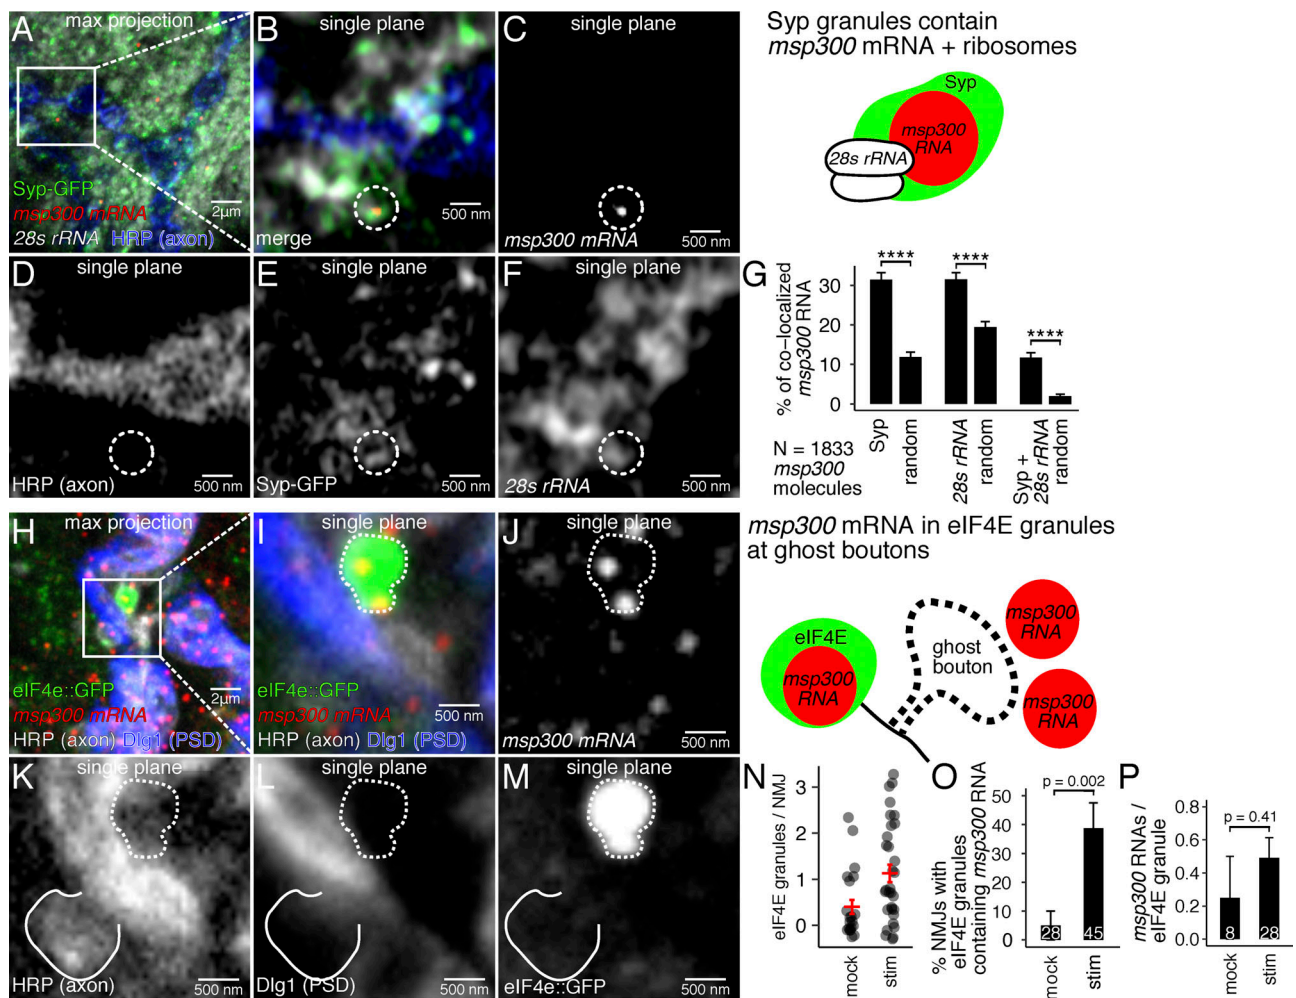 A
max projection
Syp-GFP
msp300 mRNA
28s rRNA HRP (axon)
2µm
B
single plane
merge
500 nm
C
single plane
msp300 mRNA
500 nm
Syp granules contain
msp300 mRNA + ribosomes
Syp
msp300
RNA
28s rRNA
D
single plane
HRP (axon)
500 nm
E
single plane
Syp-GFP
500 nm
F
single plane
28s rRNA
500 nm
G
% of co-localized
msp300 RNA
30
20
10
0
****
****
****
Syp
random
28s rRNA
random
Syp +
28s rRNA
random
N = 1833
msp300
molecules
H
max projection
eIF4e::GFP
msp300 mRNA
HRP (axon) Dlg1 (PSD)
2µm
I
single plane
eIF4e::GFP
msp300 mRNA
HRP (axon) Dlg1 (PSD)
500 nm
J
single plane
msp300 mRNA
500 nm
msp300 mRNA in eIF4E granules
at ghost boutons
eIF4E
msp300
RNA
ghost
bouton
msp300
RNA
msp300
RNA
K
single plane
HRP (axon)
500 nm
L
single plane
Dlg1 (PSD)
500 nm
M
single plane
eIF4e::GFP
500 nm
N
eIF4E granules / NMJ
3
2
1
0
mock
stim
O
% NMJs with
eIF4E granules
containing msp300 RNA
50
40
30
20
10
0
p = 0.002
28
45
mock
stim
P
msp300 RNAs /
eIF4E granule
0.8
0.6
0.4
0.2
0.0
p = 0.41
8
28
mock
stim